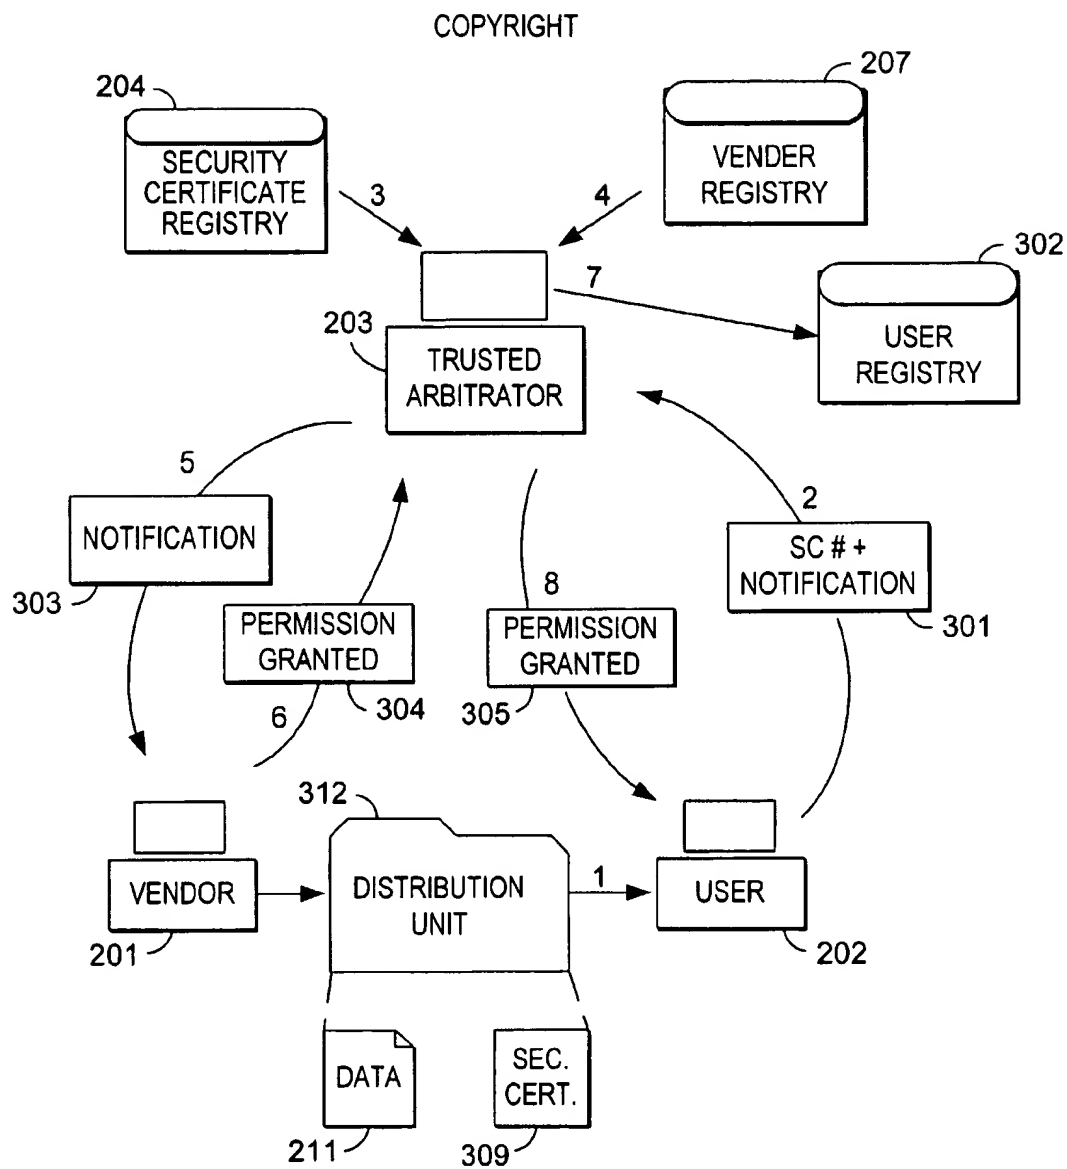 COPYRIGHT
204
207
SECURITY
CERTIFICATE
REGISTRY
VENDER
REGISTRY
3
4
302
7
USER
REGISTRY
203
TRUSTED
ARBITRATOR
5
2
NOTIFICATION
SC # +
NOTIFICATION
303
301
8
PERMISSION
GRANTED
PERMISSION
GRANTED
304
305
6
312
VENDOR
DISTRIBUTION
UNIT
1
USER
201
202
DATA
SEC.
CERT.
211
309